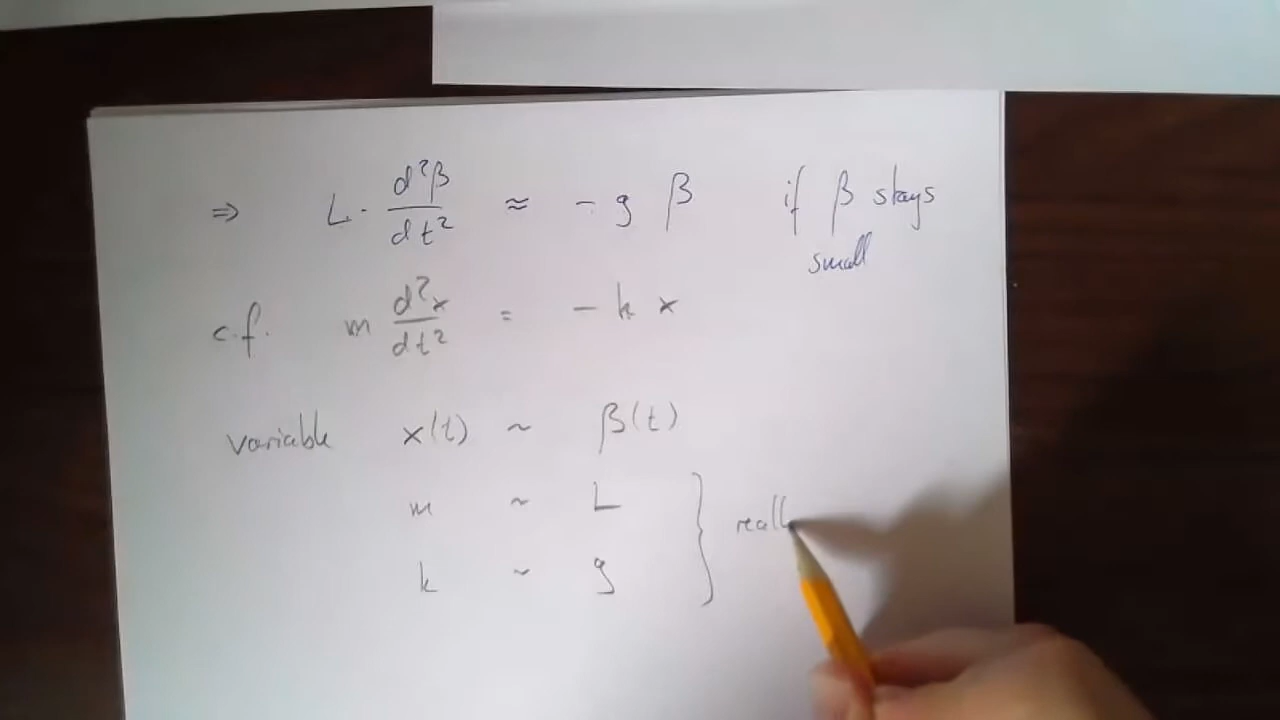 ⇒ L · d²β/dt² ≈ - g β if β stays
small
c.f. m d²x/dt² = - k x
variable x(t) ~ β(t)
m ~ L
k ~ g } reall